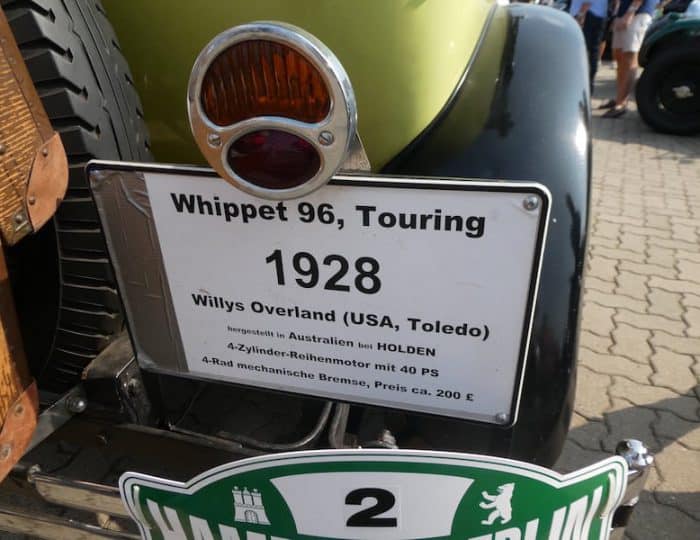 Whippet 96, Touring
1928
Willys Overland (USA, Toledo)
hergestellt in Australien bei HOLDEN
4-Zylinder-Reihenmotor mit 40 PS
4-Rad mechanische Bremse, Preis ca. 200 £
2